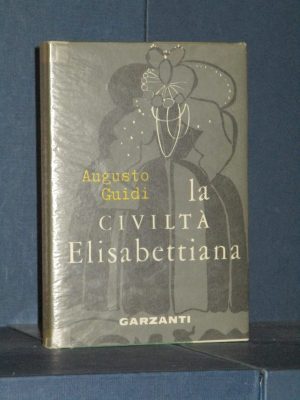 Augusto
Guidi
la
CIVILTÀ
Elisabettiana
GARZANTI